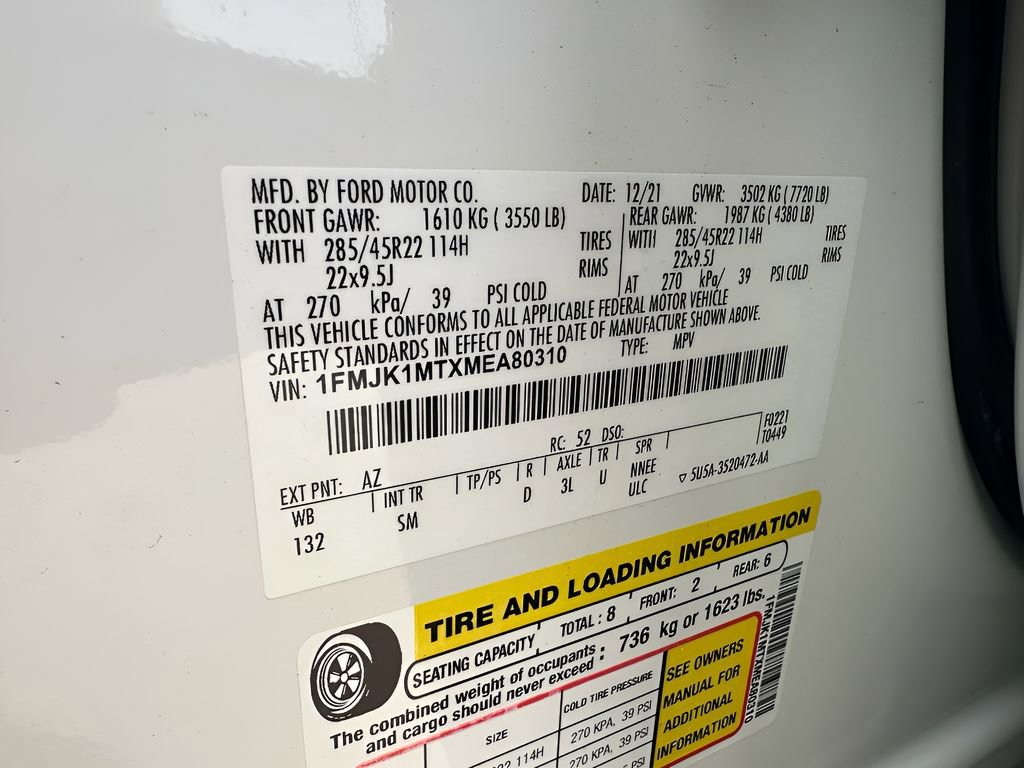 MFD. BY FORD MOTOR CO. DATE: 12/21 GVWR: 3502 KG ( 7720 LB)
FRONT GAWR: 1610 KG ( 3550 LB) REAR GAWR: 1987 KG ( 4380 LB)
WITH 285/45R22 114H TIRES WITH 285/45R22 114H TIRES
22x9.5J RIMS 22x9.5J RIMS
AT 270 kPa/ 39 PSI COLD AT 270 kPa/ 39 PSI COLD
THIS VEHICLE CONFORMS TO ALL APPLICABLE FEDERAL MOTOR VEHICLE
SAFETY STANDARDS IN EFFECT ON THE DATE OF MANUFACTURE SHOWN ABOVE.
VIN: 1FMJK1MTXMEA80310 TYPE: MPV
EXT PNT: AZ RC: 52 DSO: F0221
T0449
WB INT TR TP/PS R AXLE TR SPR
132 SM D 3L U NNEE
ULC
5U5A-3520472-AA
TIRE AND LOADING INFORMATION
SEATING CAPACITY TOTAL : 8 FRONT: 2 REAR: 6
The combined weight of occupants
and cargo should never exceed : 736 kg or 1623 lbs.
SIZE COLD TIRE PRESSURE
114H 270 KPA, 39 PSI
270 KPA, 39 PSI
PSI
SEE OWNERS
MANUAL FOR
ADDITIONAL
INFORMATION
1FMJK1MTXMEA80310